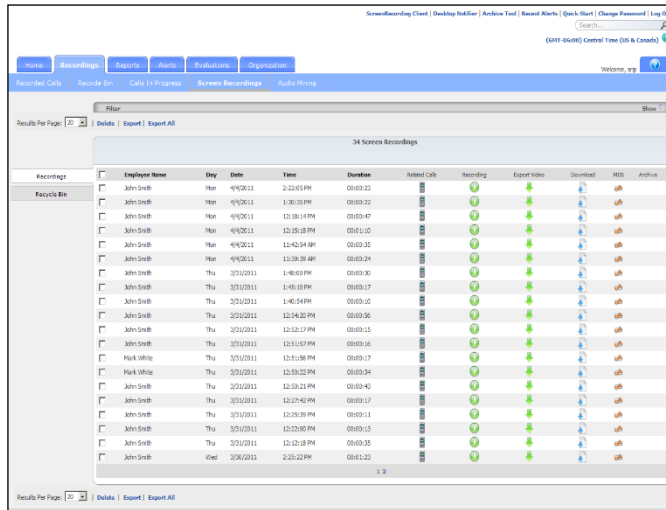 ScreenRecording Client | Desktop Notifier | Archive Tool | Recent Alerts | Quick Start | Change Password | Log
Search...
(GMT-06:00) Central Time (US & Canada)
Home Recordings Reports Alerts Evaluations Organization
Welcome,
Recorded Calls Recycle Bin Calls In Progress Screen Recordings Audio Mining
Filter Show
Results Per Page: 20 | Delete | Export | Export All
34 Screen Recordings
Recordings
Recycle Bin
Employee Name Day Date Time Duration Related Calls Recording Export Video Download MD5 Archive
John Smith Mon 4/4/2011 2:22:05 PM 00:00:23
John Smith Mon 4/4/2011 1:30:35 PM 00:00:22
John Smith Mon 4/4/2011 12:18:14 PM 00:00:47
John Smith Mon 4/4/2011 12:15:18 PM 00:01:10
John Smith Mon 4/4/2011 11:42:54 AM 00:00:35
John Smith Mon 4/4/2011 11:39:39 AM 00:00:24
John Smith Thu 3/31/2011 1:48:00 PM 00:00:30
John Smith Thu 3/31/2011 1:45:10 PM 00:00:17
John Smith Thu 3/31/2011 1:40:54 PM 00:00:10
John Smith Thu 3/31/2011 12:54:20 PM 00:00:56
John Smith Thu 3/31/2011 12:52:17 PM 00:00:15
John Smith Thu 3/31/2011 12:51:57 PM 00:00:16
Mark White Thu 3/31/2011 12:51:56 PM 00:00:17
Mark White Thu 3/31/2011 12:50:22 PM 00:00:34
John Smith Thu 3/31/2011 12:50:21 PM 00:00:43
John Smith Thu 3/31/2011 12:27:42 PM 00:00:17
John Smith Thu 3/31/2011 12:25:39 PM 00:00:11
John Smith Thu 3/31/2011 12:22:00 PM 00:00:13
John Smith Thu 3/31/2011 12:12:18 PM 00:00:35
John Smith Wed 3/30/2011 2:25:22 PM 00:01:23
1 2
Results Per Page: 20 | Delete | Export | Export All